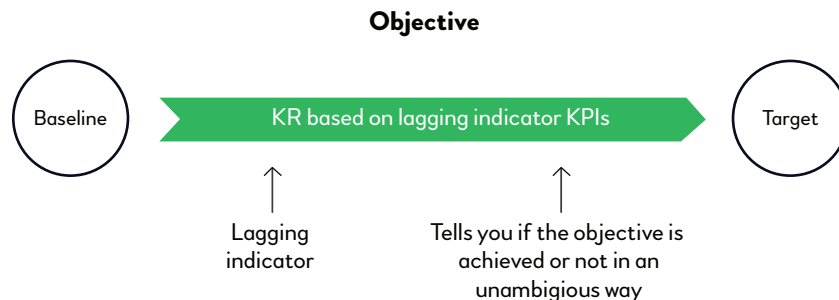 Objective
Baseline
KR based on lagging indicator KPIs
Target
Lagging
indicator
Tells you if the objective is
achieved or not in an
unambigious way